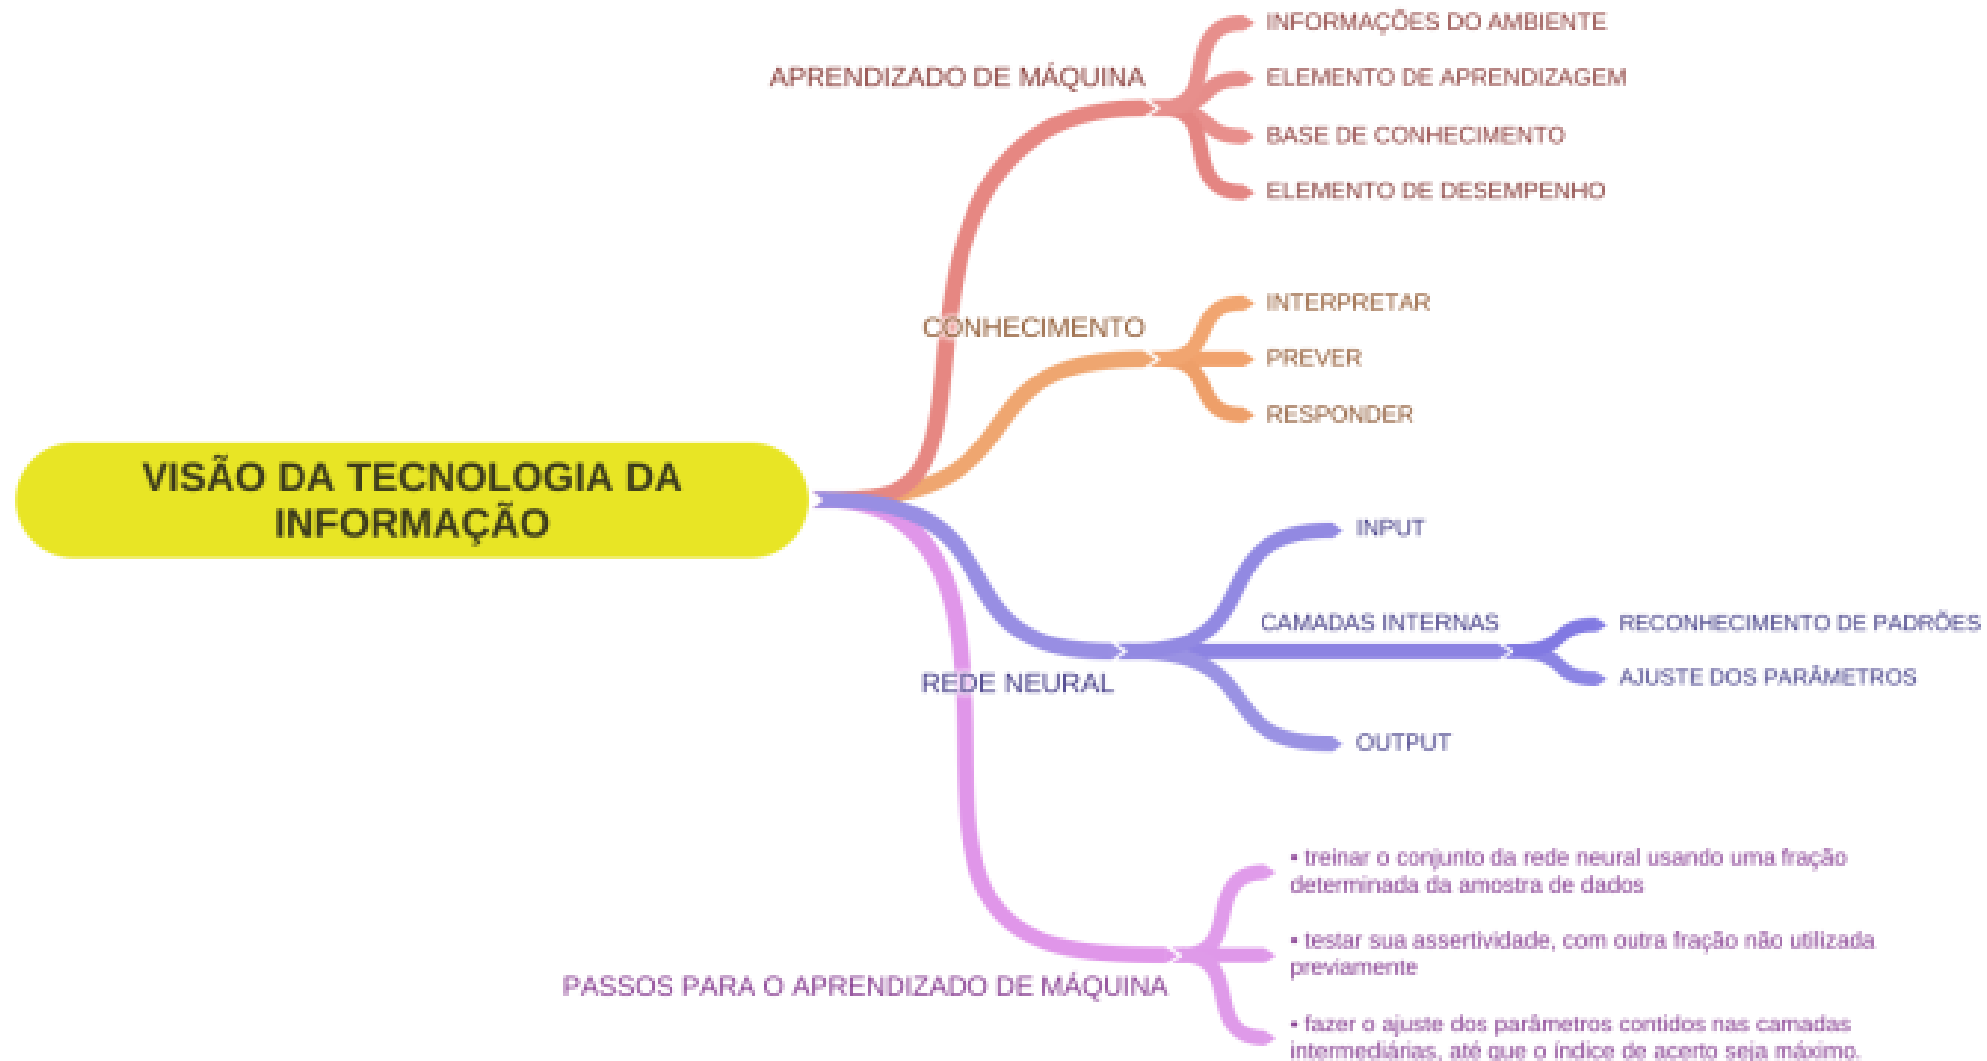 VISÃO DA TECNOLOGIA DA
INFORMAÇÃO
APRENDIZADO DE MÁQUINA
INFORMAÇÕES DO AMBIENTE
ELEMENTO DE APRENDIZAGEM
BASE DE CONHECIMENTO
ELEMENTO DE DESEMPENHO
CONHECIMENTO
INTERPRETAR
PREVER
RESPONDER
REDE NEURAL
INPUT
CAMADAS INTERNAS
RECONHECIMENTO DE PADRÕES
AJUSTE DOS PARÂMETROS
OUTPUT
PASSOS PARA O APRENDIZADO DE MÁQUINA
• treinar o conjunto da rede neural usando uma fração
determinada da amostra de dados
• testar sua assertividade, com outra fração não utilizada
previamente
• fazer o ajuste dos parâmetros contidos nas camadas
intermediárias, até que o índice de acerto seja máximo.